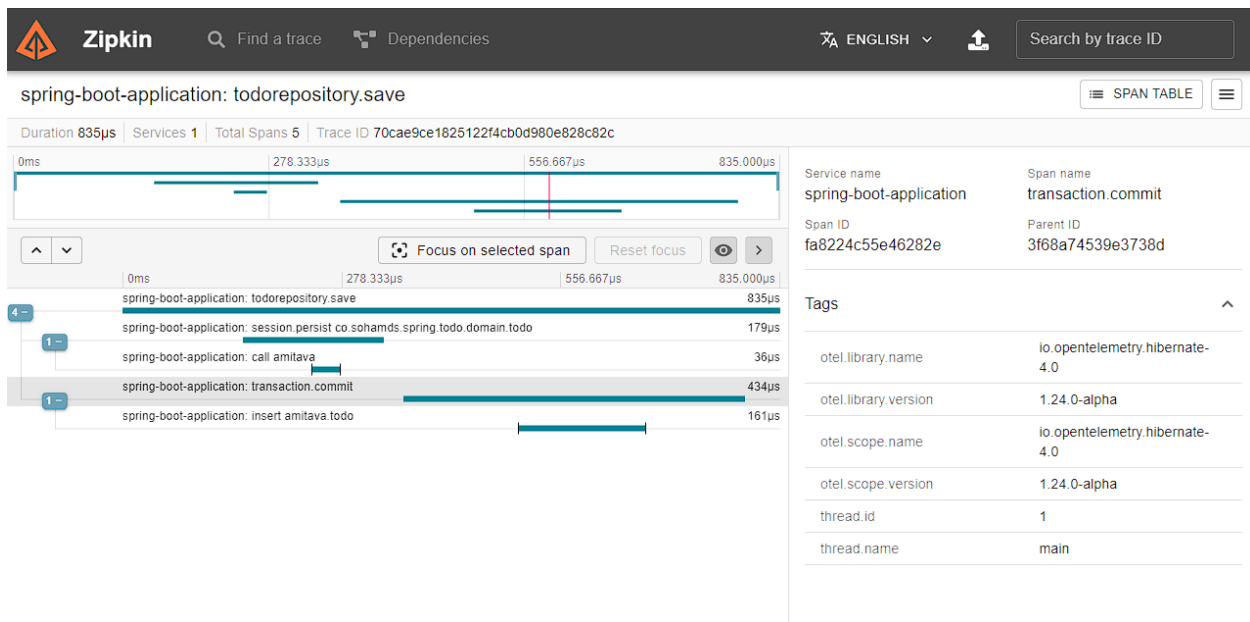 Zipkin Find a trace Dependencies ENGLISH Search by trace ID
spring-boot-application: todorepository.save SPAN TABLE
Duration 835μs Services 1 Total Spans 5 Trace ID 70cae9ce1825122f4cb0d980e828c82c
0ms 278.333μs 556.667μs 835.000μs
Focus on selected span Reset focus
0ms 278.333μs 556.667μs 835.000μs
spring-boot-application: todorepository.save 835μs
4 −
spring-boot-application: session.persist co.sohamds.spring.todo.domain.todo 179μs
1 −
spring-boot-application: call amitava 36μs
spring-boot-application: transaction.commit 434μs
1 −
spring-boot-application: insert amitava.todo 161μs
Service name Span name
spring-boot-application transaction.commit
Span ID Parent ID
fa8224c55e46282e 3f68a74539e3738d
Tags
otel.library.name io.opentelemetry.hibernate-
4.0
otel.library.version 1.24.0-alpha
otel.scope.name io.opentelemetry.hibernate-
4.0
otel.scope.version 1.24.0-alpha
thread.id 1
thread.name main